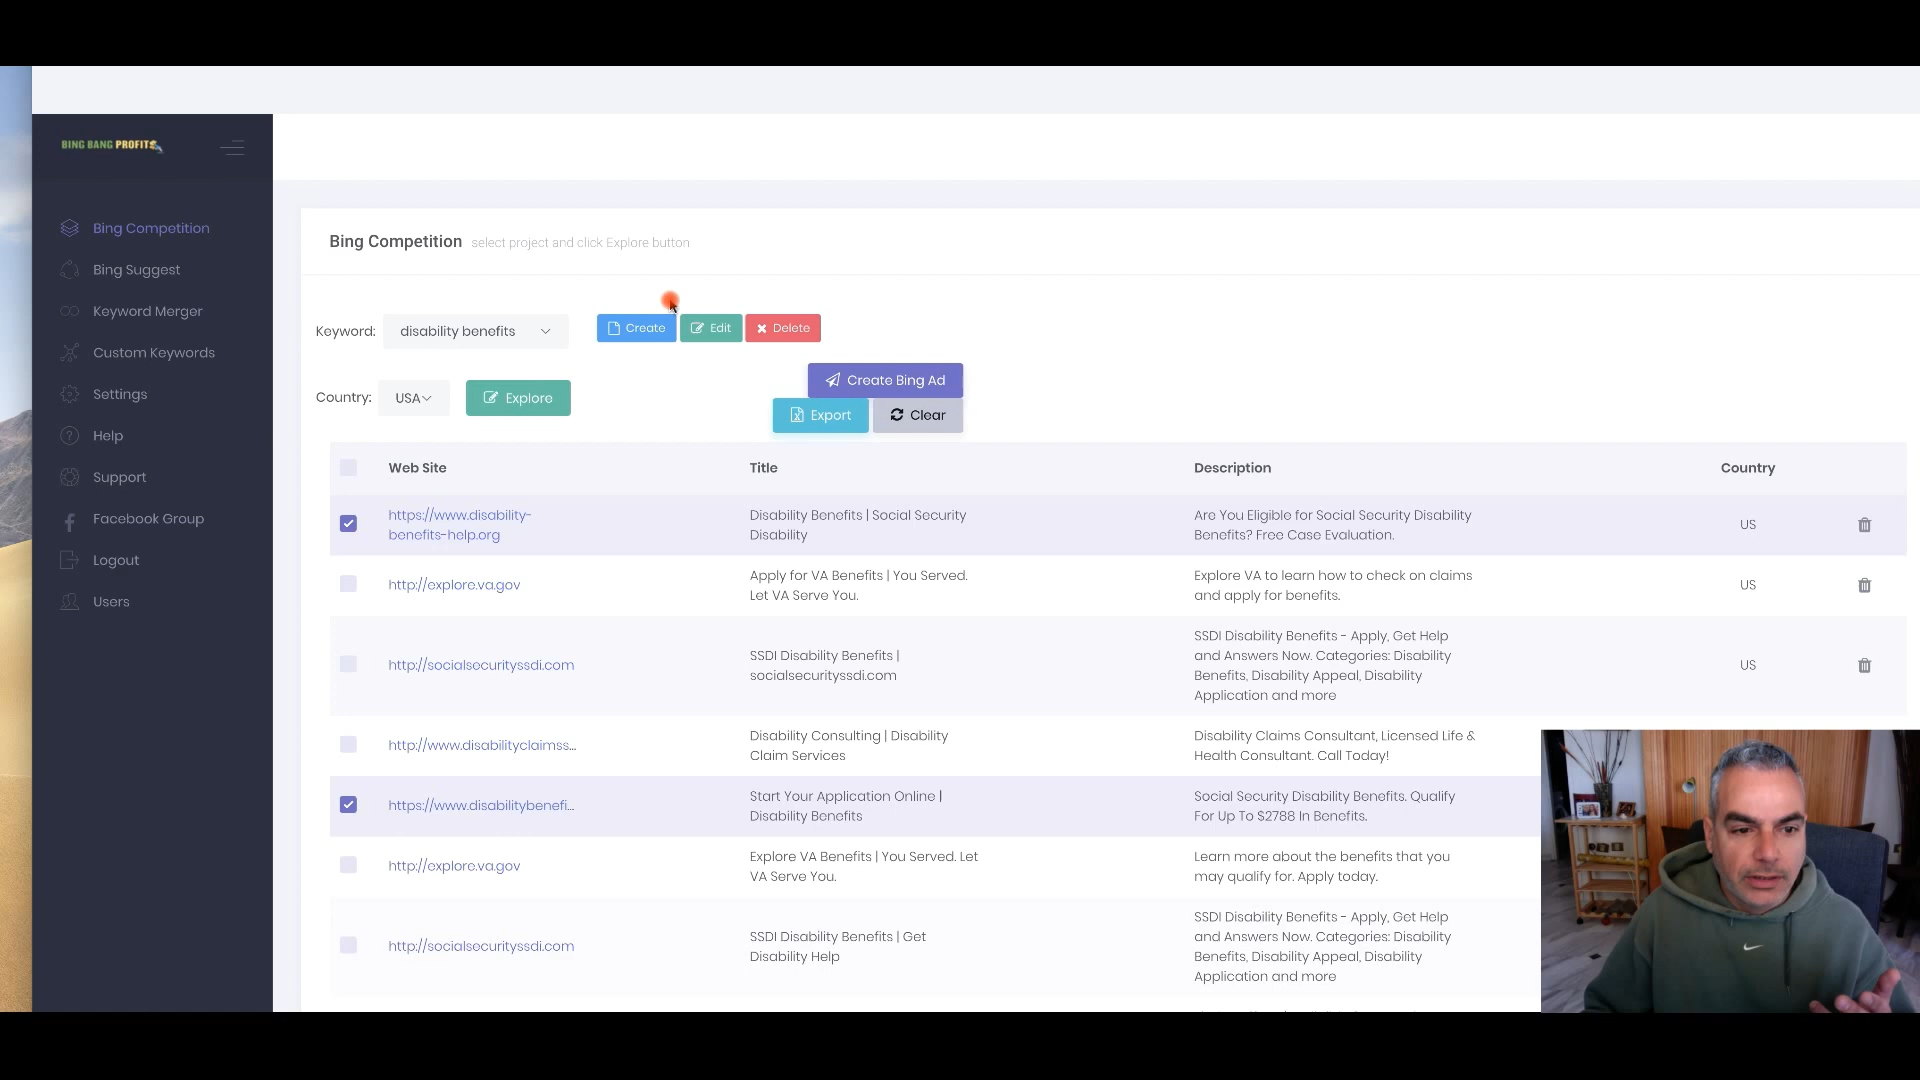 BING BANG PROFITS
Bing Competition
Bing Suggest
Keyword Merger
Custom Keywords
Settings
Help
Support
Facebook Group
Logout
Users
Bing Competition select project and click Explore button
Keyword: disability benefits
Create
Edit
Delete
Country: USA
Explore
Create Bing Ad
Export
Clear
Web Site
Title
Description
Country
https://www.disability-
benefits-help.org
Disability Benefits | Social Security
Disability
Are You Eligible for Social Security Disability
Benefits? Free Case Evaluation.
US
http://explore.va.gov
Apply for VA Benefits | You Served.
Let VA Serve You.
Explore VA to learn how to check on claims
and apply for benefits.
US
http://socialsecurityssdi.com
SSDI Disability Benefits |
socialsecurityssdi.com
SSDI Disability Benefits - Apply, Get Help
and Answers Now. Categories: Disability
Benefits, Disability Appeal, Disability
Application and more
US
http://www.disabilityclaimss...
Disability Consulting | Disability
Claim Services
Disability Claims Consultant, Licensed Life &
Health Consultant. Call Today!
https://www.disabilitybenefi...
Start Your Application Online |
Disability Benefits
Social Security Disability Benefits. Qualify
For Up To $2788 In Benefits.
http://explore.va.gov
Explore VA Benefits | You Served. Let
VA Serve You.
Learn more about the benefits that you
may qualify for. Apply today.
http://socialsecurityssdi.com
SSDI Disability Benefits | Get
Disability Help
SSDI Disability Benefits - Apply, Get Help
and Answers Now. Categories: Disability
Benefits, Disability Appeal, Disability
Application and more